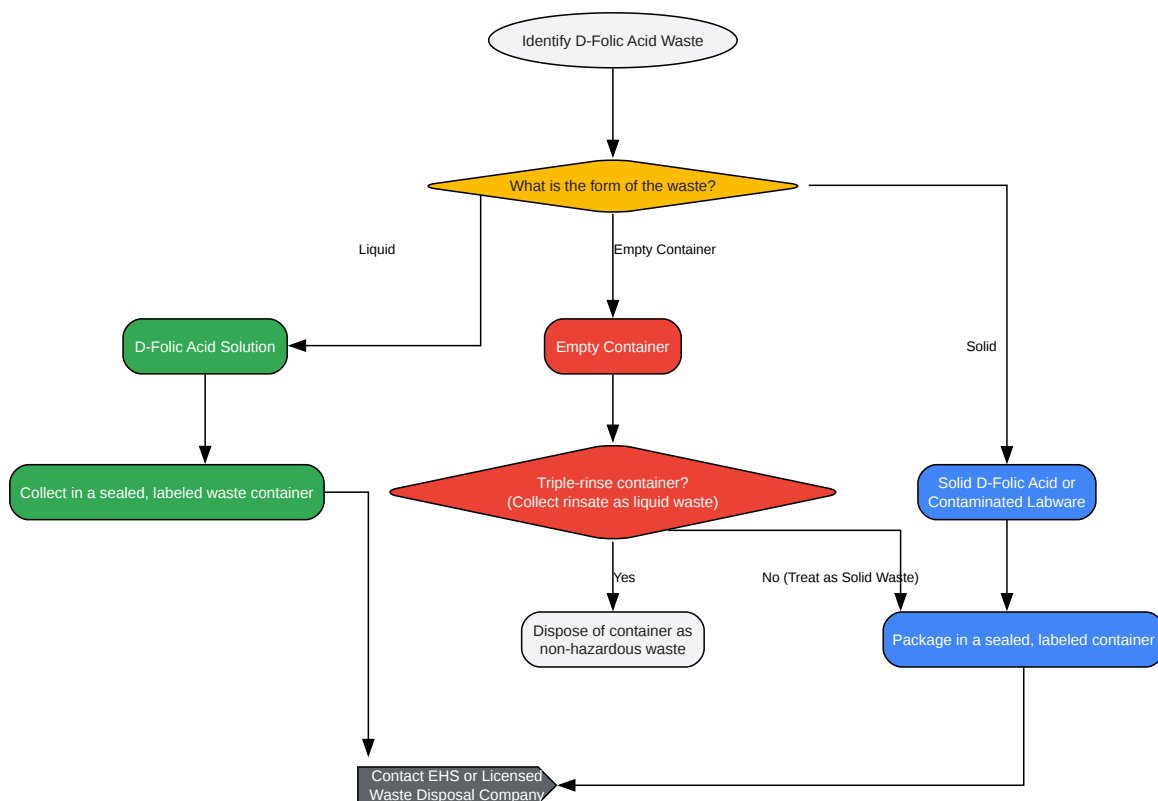 Identify D-Folic Acid Waste
What is the form of the waste?
Liquid
Empty Container
Solid
D-Folic Acid Solution
Empty Container
Collect in a sealed, labeled waste container
Triple-rinse container?
(Collect rinsate as liquid waste)
Solid D-Folic Acid or
Contaminated Labware
Yes
No (Treat as Solid Waste)
Dispose of container as
non-hazardous waste
Package in a sealed, labeled container
Contact EHS or Licensed
Waste Disposal Company